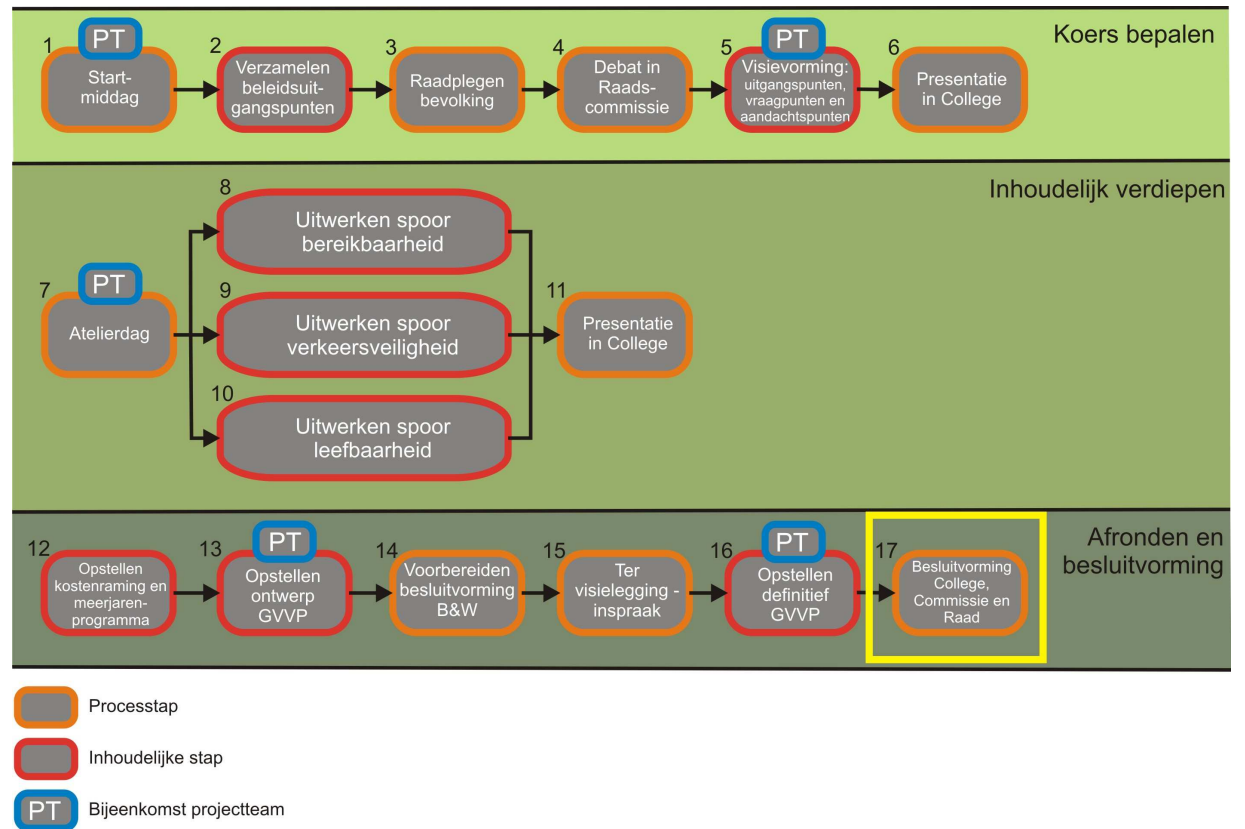 Koers bepalen
1
PT
Start-
middag
2
Verzamelen
beleidsuit-
gangspunten
3
Raadplegen
bevolking
4
Debat in
Raads-
commissie
5
PT
Visievorming:
uitgangspunten,
vraagpunten en
aandachtspunten
6
Presentatie
in College
Inhoudelijk verdiepen
7
PT
Atelierdag
8
Uitwerken spoor
bereikbaarheid
9
Uitwerken spoor
verkeersveiligheid
10
Uitwerken spoor
leefbaarheid
11
Presentatie
in College
Afronden en
besluitvorming
12
Opstellen
kostenraming en
meerjaren-
programma
13
PT
Opstellen
ontwerp
GVVP
14
Voorbereiden
besluitvorming
B&W
15
Ter
visielegging -
inspraak
16
PT
Opstellen
definitief
GVVP
17
Besluitvorming
College,
Commissie en
Raad
Processtap
Inhoudelijke stap
PT
Bijeenkomst projectteam